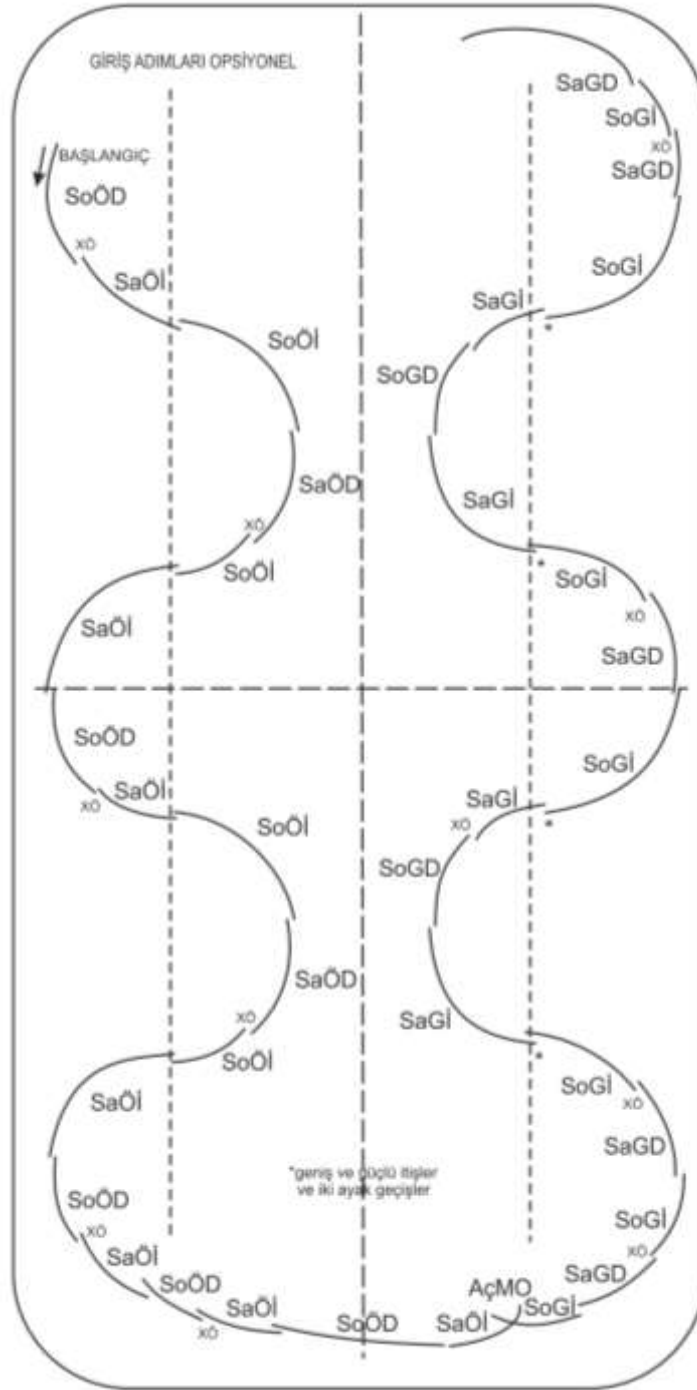 GİRİŞ ADIMLARI OPSİYONEL
BAŞLANGIÇ
SoÖD
XÖ
SaÖİ
SoÖİ
SaÖD
XÖ
SoÖİ
SaÖİ
SoÖD
XÖ
SaÖİ
SoÖİ
SaÖD
XÖ
SoÖİ
SaÖİ
SoÖD
XÖ
SaÖİ
SoÖD
XÖ
SaÖİ
SoÖD
SaÖİ
AçMO
SoGİ
SaGD
XÖ
SoGİ
SaGD
XÖ
SoGİ
*
SaGİ
SoGD
XÖ
SaGİ
*
SoGİ
SaGD
XÖ
SoGİ
*
SaGİ
SoGD
SaGİ
*
SoGİ
SaGD
XÖ
SoGİ
SaGD
*geniş ve güçlü itişler
ve iki ayak geçişler